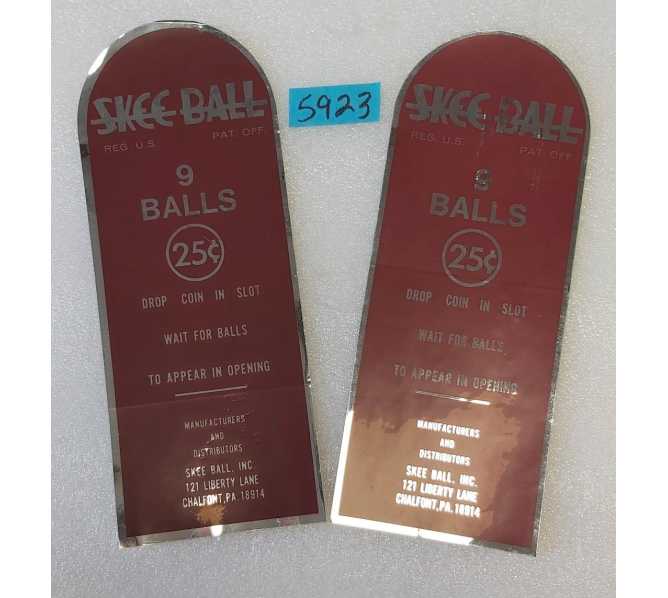 SKEE BALL
REG. U.S. PAT. OFF.
9
BALLS
25¢
DROP COIN IN SLOT
WAIT FOR BALLS
TO APPEAR IN OPENING
MANUFACTURERS
AND
DISTRIBUTORS
SKEE BALL, INC.
121 LIBERTY LANE
CHALFONT, PA. 18914
5923
SKEE BALL
REG. U.S. PAT. OFF.
9
BALLS
25¢
DROP COIN IN SLOT
WAIT FOR BALLS
TO APPEAR IN OPENING
MANUFACTURERS
AND
DISTRIBUTORS
SKEE BALL, INC.
121 LIBERTY LANE
CHALFONT, PA. 18914